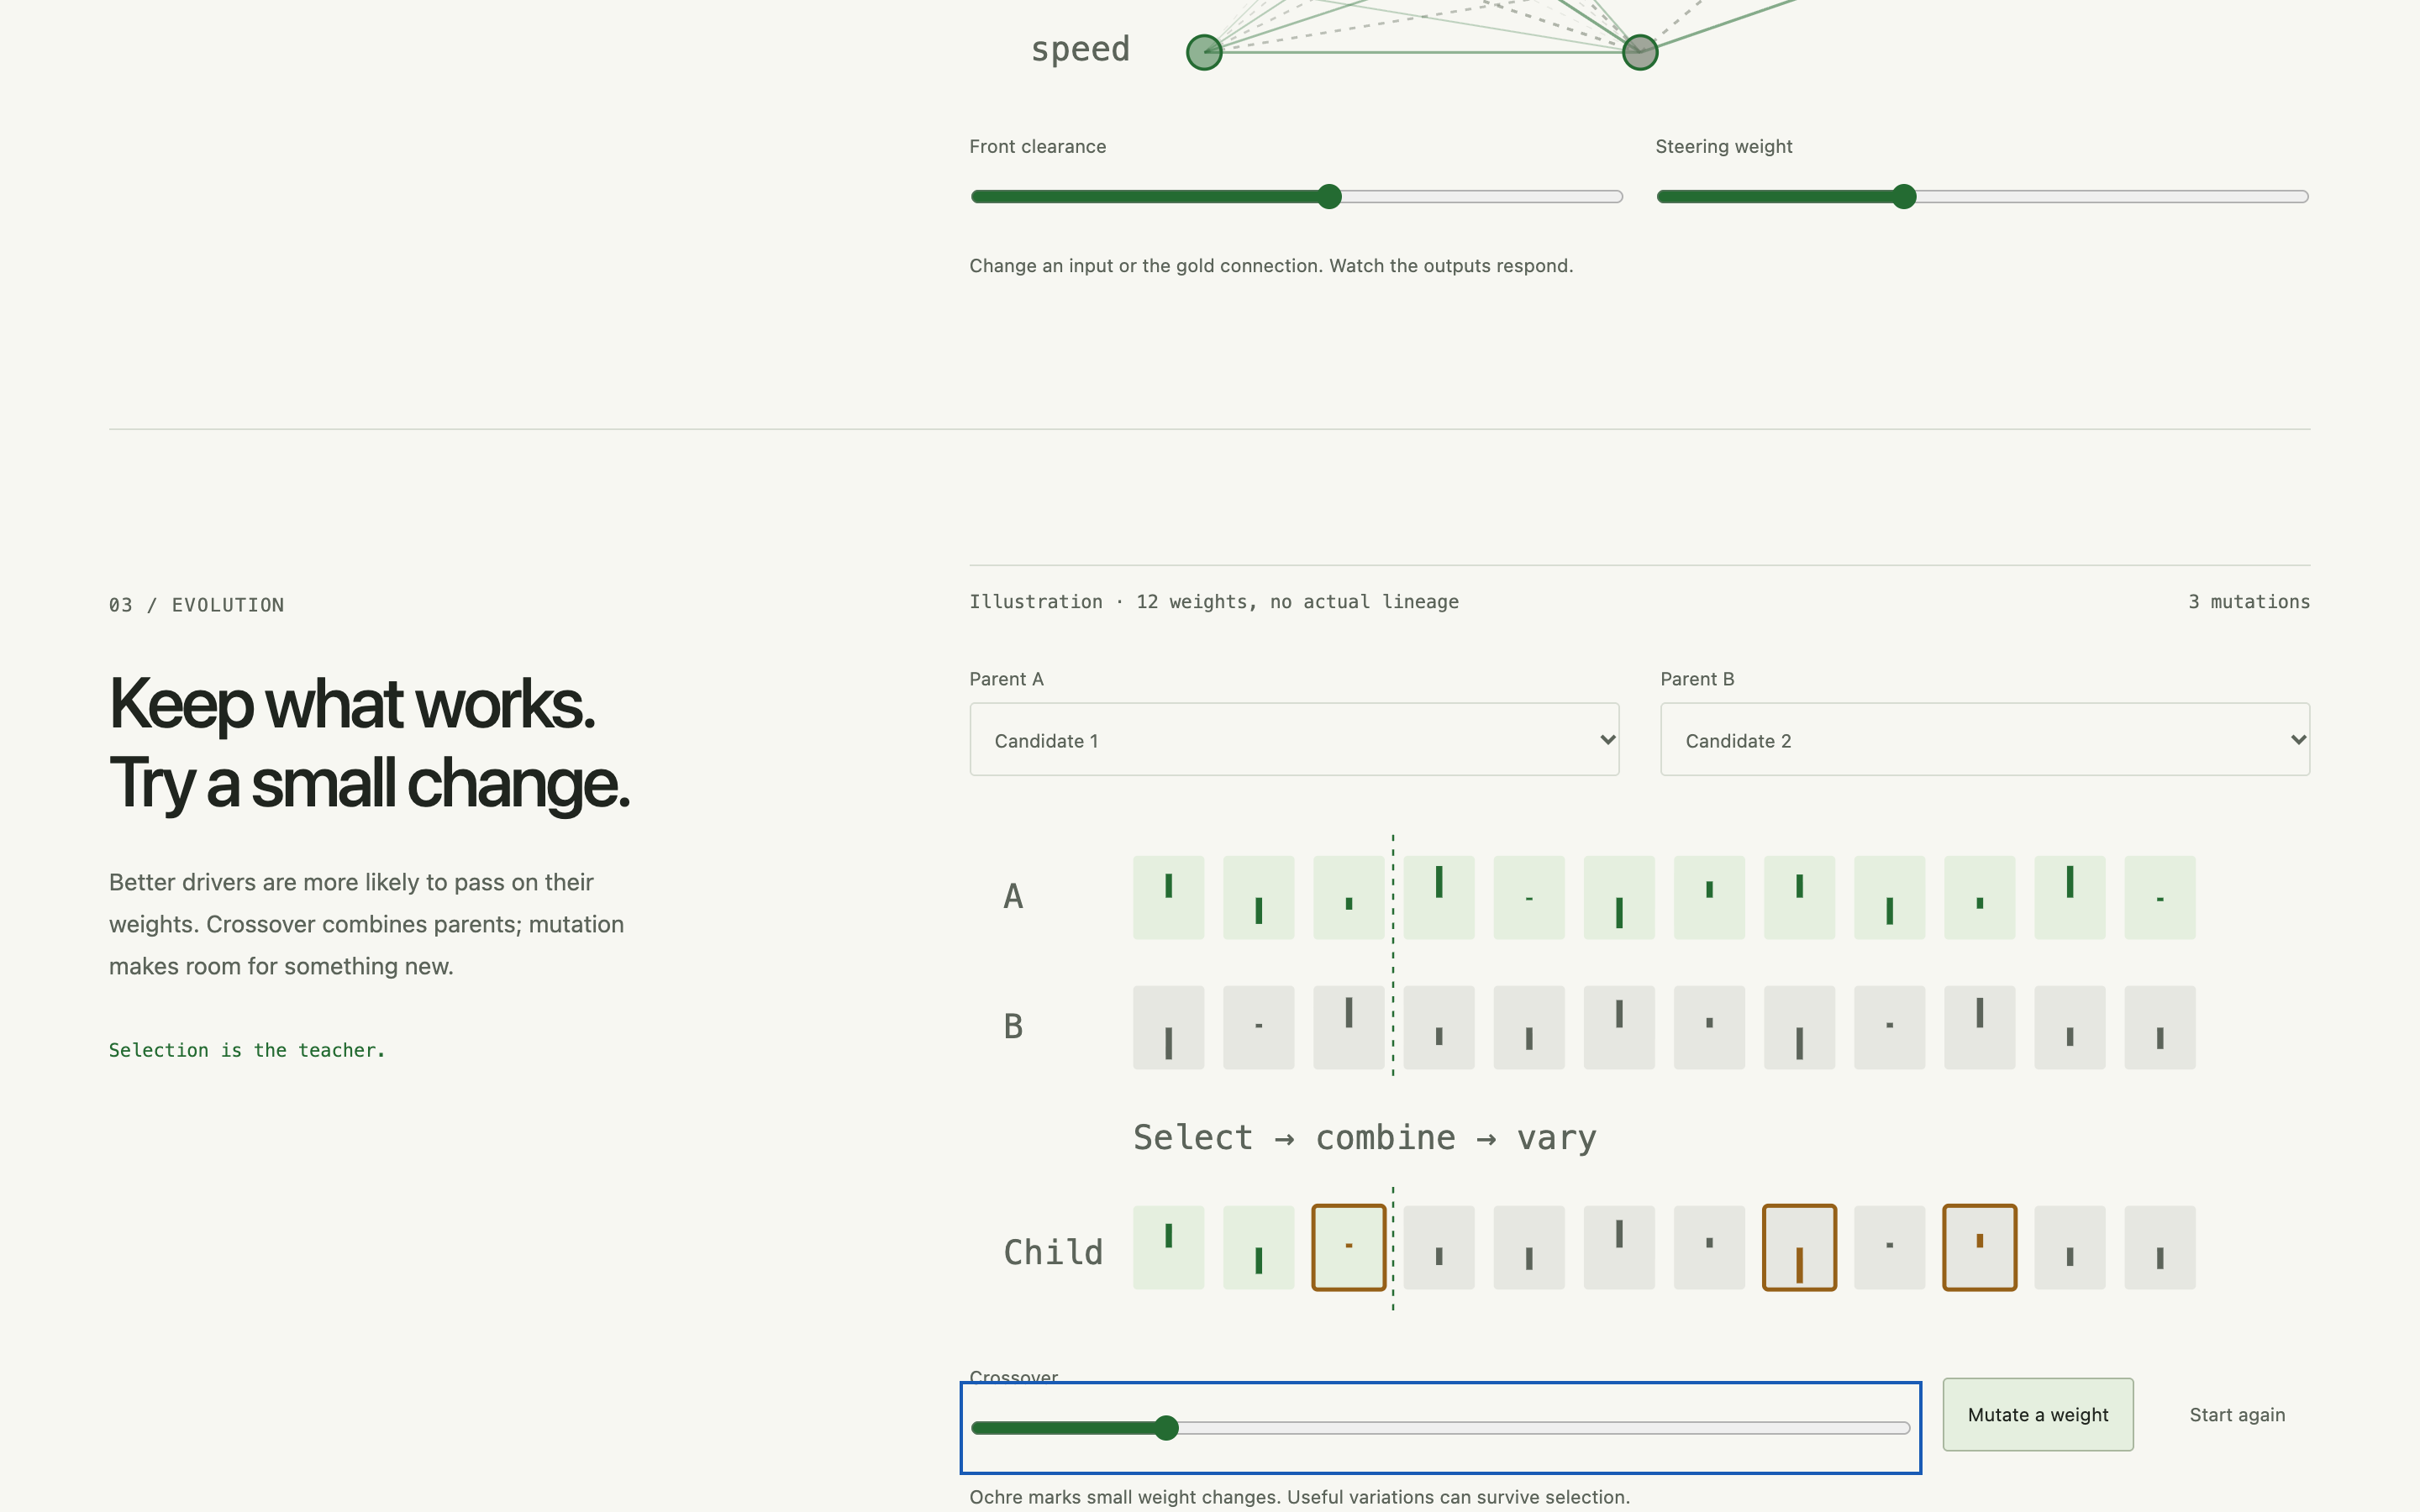 speed
Front clearance
Steering weight
Change an input or the gold connection. Watch the outputs respond.
03 / EVOLUTION
Keep what works.
Try a small change.
Better drivers are more likely to pass on their
weights. Crossover combines parents; mutation
makes room for something new.
Selection is the teacher.
Illustration · 12 weights, no actual lineage
3 mutations
Parent A
Parent B
Candidate 1
Candidate 2
A
B
Select → combine → vary
Child
Crossover
Mutate a weight
Start again
Ochre marks small weight changes. Useful variations can survive selection.